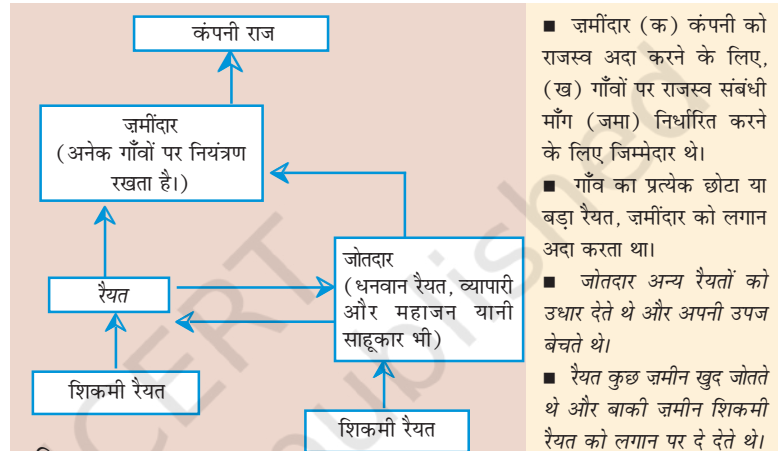 कंपनी राज
ज़मींदार
(अनेक गाँवों पर नियंत्रण
रखता है।)
जोतदार
(धनवान रैयत, व्यापारी
और महाजन यानी
साहूकार भी)
रैयत
शिकमी रैयत
शिकमी रैयत
■ ज़मींदार (क) कंपनी को
राजस्व अदा करने के लिए,
(ख) गाँवों पर राजस्व संबंधी
माँग (जमा) निर्धारित करने
के लिए जिम्मेदार थे।
■ गाँव का प्रत्येक छोटा या
बड़ा रैयत, ज़मींदार को लगान
अदा करता था।
■ जोतदार अन्य रैयतों को
उधार देते थे और अपनी उपज
बेचते थे।
■ रैयत कुछ ज़मीन खुद जोतते
थे और बाकी ज़मीन शिकमी
रैयत को लगान पर दे देते थे।